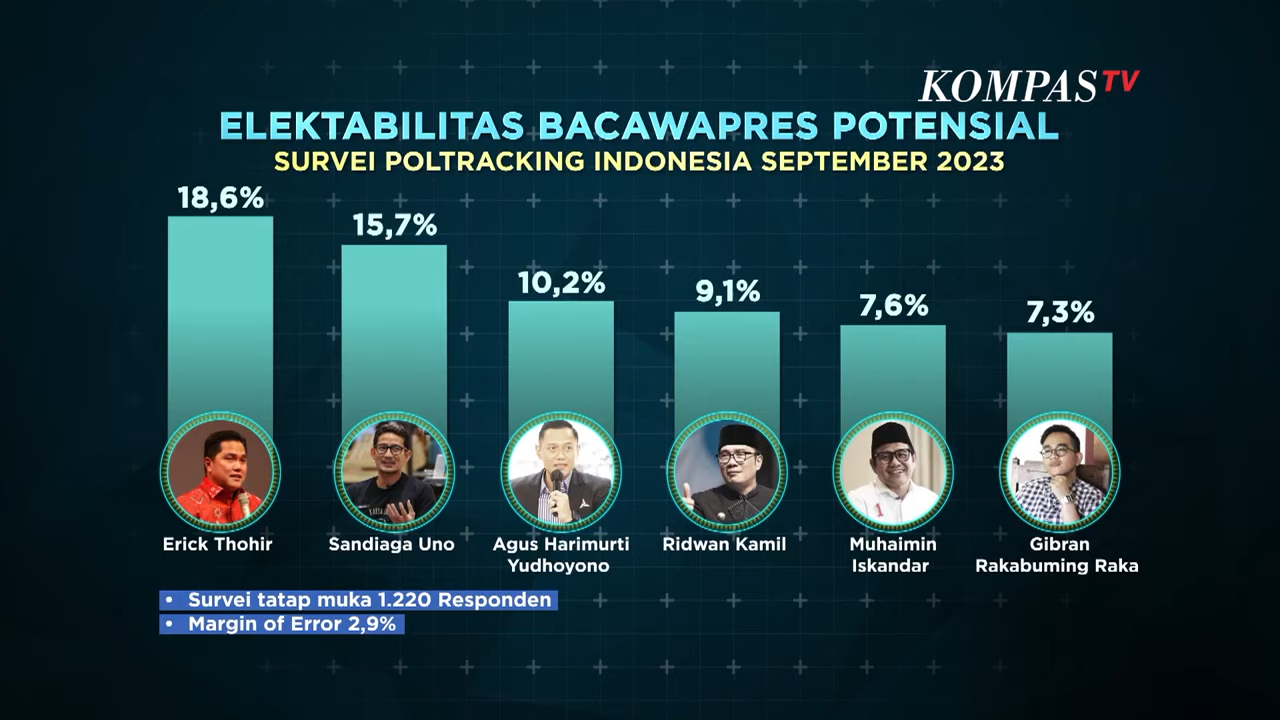 KOMPAS TV
ELEKTABILITAS BACAWAPRES POTENSIAL
SURVEI POLTRACKING INDONESIA SEPTEMBER 2023
18,6%
15,7%
10,2%
9,1%
7,6%
7,3%
Erick Thohir
Sandiaga Uno
Agus Harimurti
Yudhoyono
Ridwan Kamil
Muhaimin
Iskandar
Gibran
Rakabuming Raka
• Survei tatap muka 1.220 Responden
• Margin of Error 2,9%